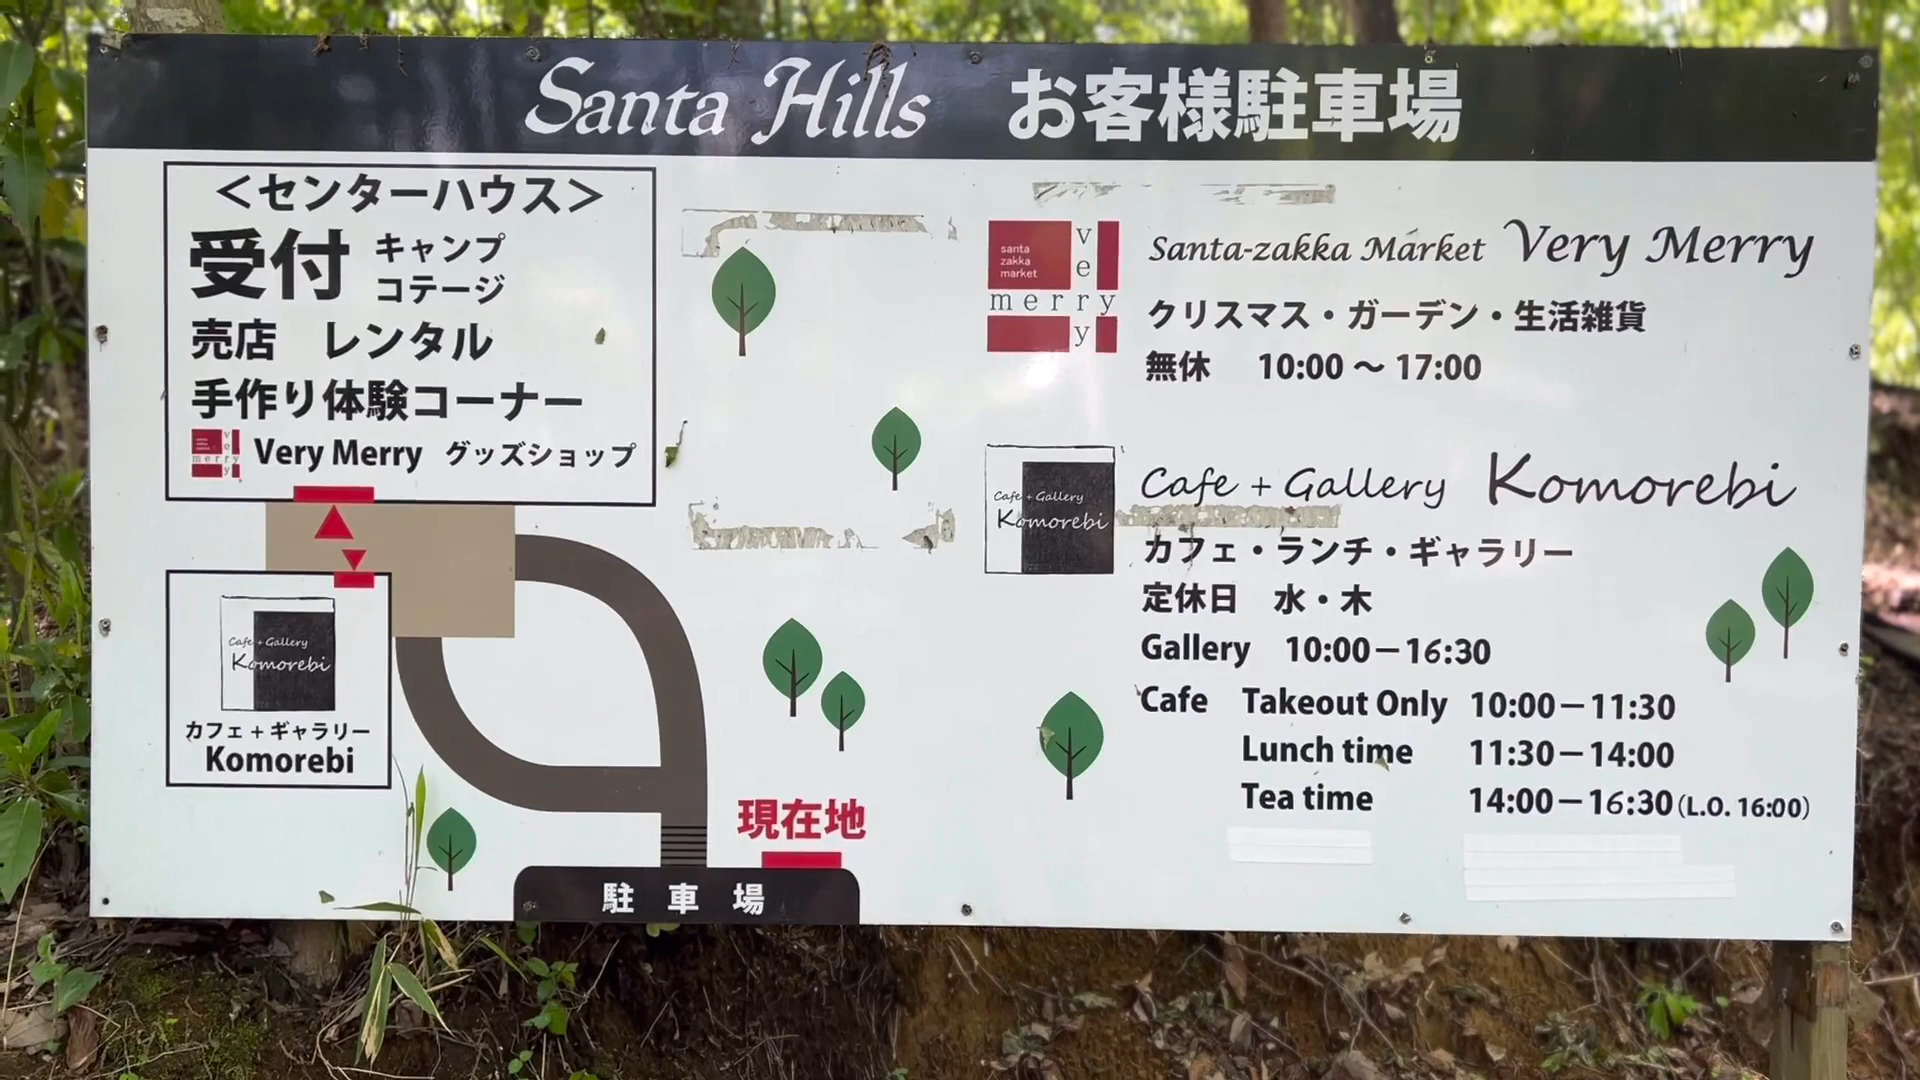 Santa Hills お客様駐車場
<センターハウス>
受付 キャンプ
コテージ
売店 レンタル
手作り体験コーナー
very merry
Very Merry グッズショップ
Cafe + Gallery
Komorebi
カフェ + ギャラリー
Komorebi
現在地
駐車場
santa
zakka
market
very
merry
Santa-zakka Market Very Merry
クリスマス・ガーデン・生活雑貨
無休 10:00 〜 17:00
Cafe + Gallery
Komorebi
Cafe + Gallery Komorebi
カフェ・ランチ・ギャラリー
定休日 水・木
Gallery 10:00－16:30
Cafe Takeout Only 10:00－11:30
Lunch time 11:30－14:00
Tea time 14:00－16:30(L.O. 16:00)